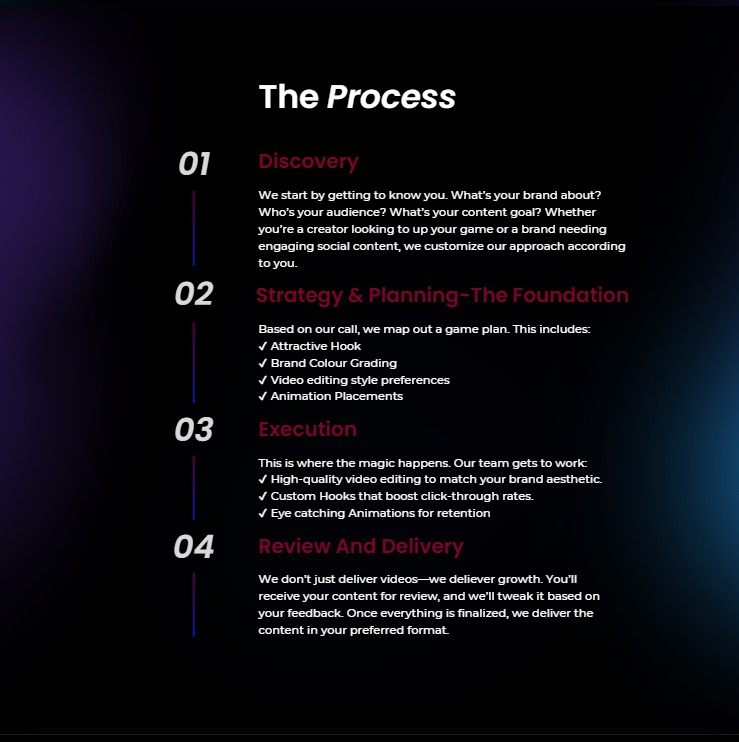 The Process
01
Discovery
We start by getting to know you. What's your brand about?
Who's your audience? What's your content goal? Whether
you're a creator looking to up your game or a brand needing
engaging social content, we customize our approach according
to you.
02
Strategy & Planning-The Foundation
Based on our call, we map out a game plan. This includes:
✓ Attractive Hook
✓ Brand Colour Grading
✓ Video editing style preferences
✓ Animation Placements
03
Execution
This is where the magic happens. Our team gets to work:
✓ High-quality video editing to match your brand aesthetic.
✓ Custom Hooks that boost click-through rates.
✓ Eye catching Animations for retention
04
Review And Delivery
We don't just deliver videos—we deliever growth. You'll
receive your content for review, and we'll tweak it based on
your feedback. Once everything is finalized, we deliver the
content in your preferred format.